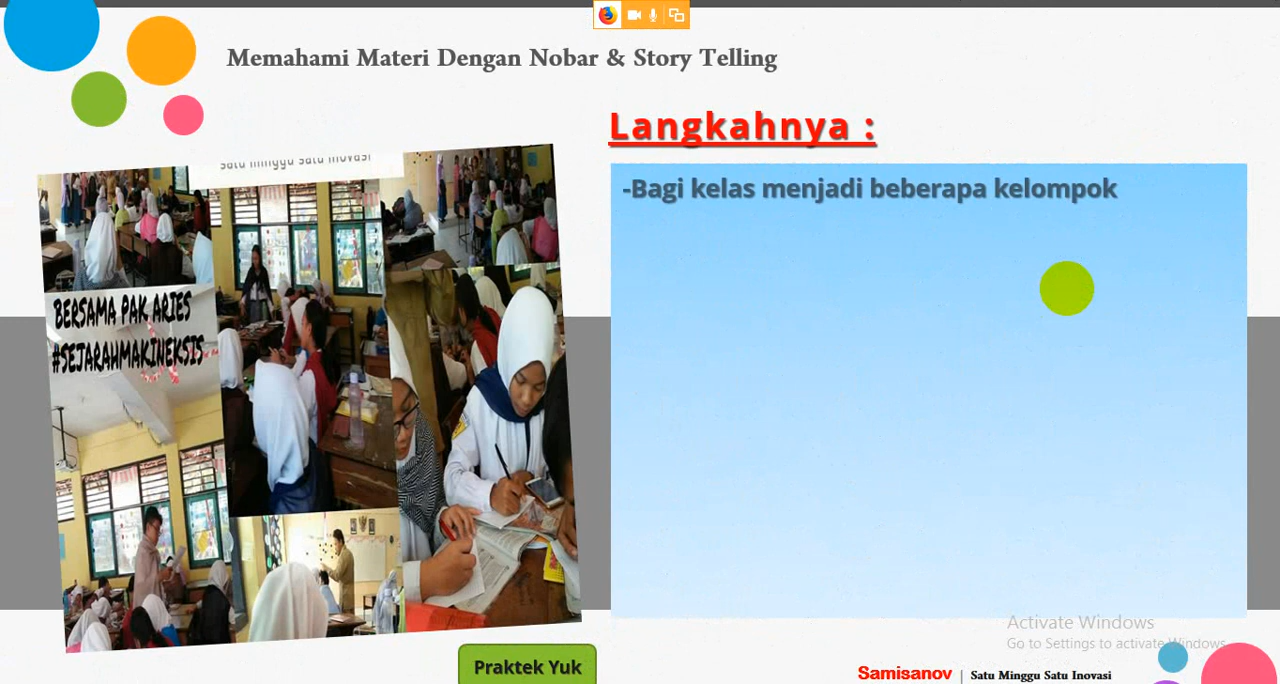 Memahami Materi Dengan Nobar & Story Telling
Langkahnya :
satu minggu satu inovasi
-Bagi kelas menjadi beberapa kelompok
BERSAMA PAK ARIES
#SEJARAHMAKINEKSIS
Activate Windows
Go to Settings to activate Windows.
Praktek Yuk
Samisanov | Satu Minggu Satu Inovasi